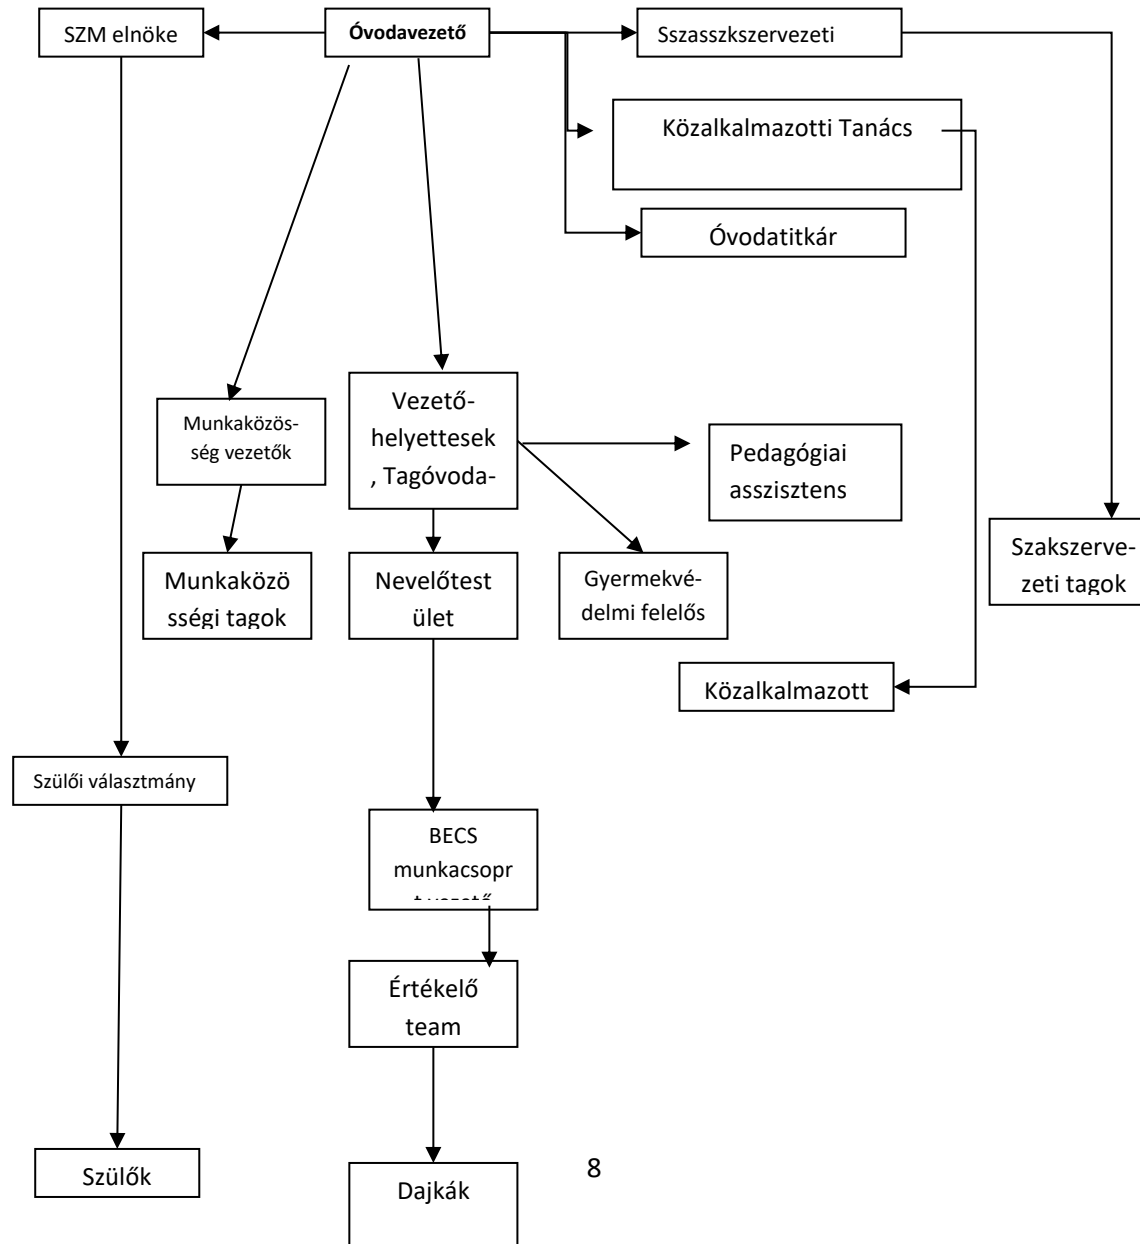 SZM elnöke
Óvodavezető
Sszasszkszervezeti
Közalkalmazotti Tanács
Óvodatitkár
Munkaközös-
ség vezetők
Vezető-
helyettesek
, Tagóvoda-
Pedagógiai
asszisztens
Munkaközö
sségi tagok
Nevelőtest
ület
Gyermekvé-
delmi felelős
Szakszerve-
zeti tagok
Közalkalmazott
Szülői választmány
BECS
munkacsopr
t vezető
Értékelő
team
Szülők
Dajkák
8